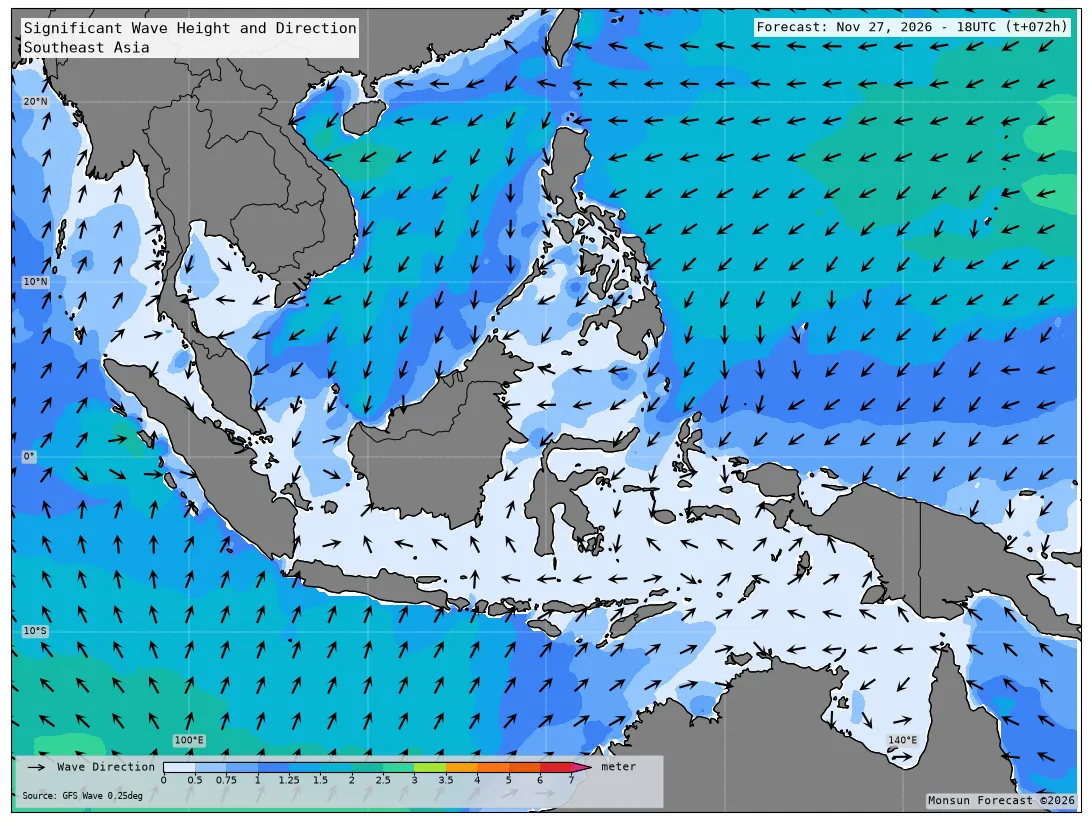 Significant Wave Height and Direction
Southeast Asia
Forecast: Nov 27, 2026 - 18UTC (t+072h)
20°N
10°N
0°
10°S
100°E
140°E
Wave Direction
meter
0 0.5 0.75 1 1.25 1.5 2 2.5 3 3.5 4 5 6 7
Source: GFS Wave 0.25deg
Monsun Forecast ©2026